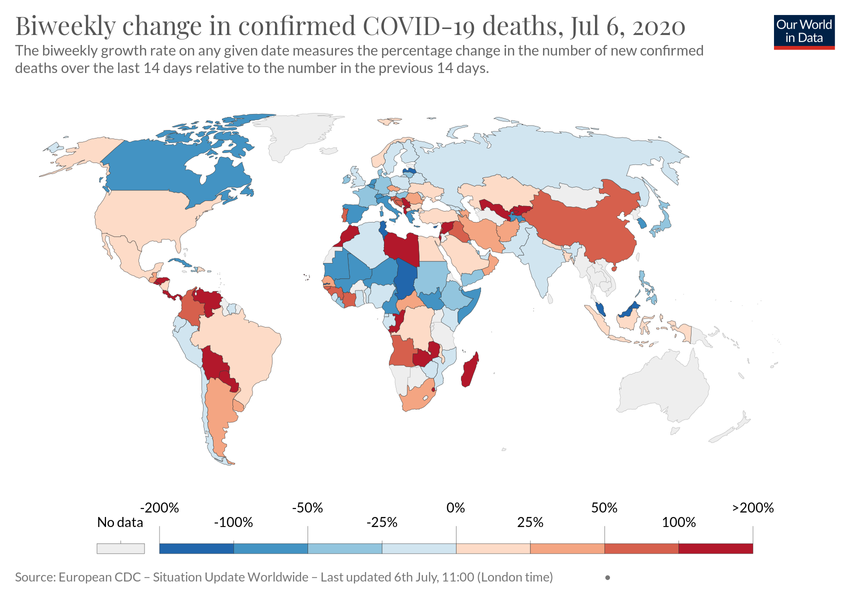 Biweekly change in confirmed COVID-19 deaths, Jul 6, 2020
Our World
in Data
The biweekly growth rate on any given date measures the percentage change in the number of new confirmed
deaths over the last 14 days relative to the number in the previous 14 days.
-200% -50% 0% 50% >200%
No data -100% -25% 25% 100%
Source: European CDC – Situation Update Worldwide – Last updated 6th July, 11:00 (London time) •